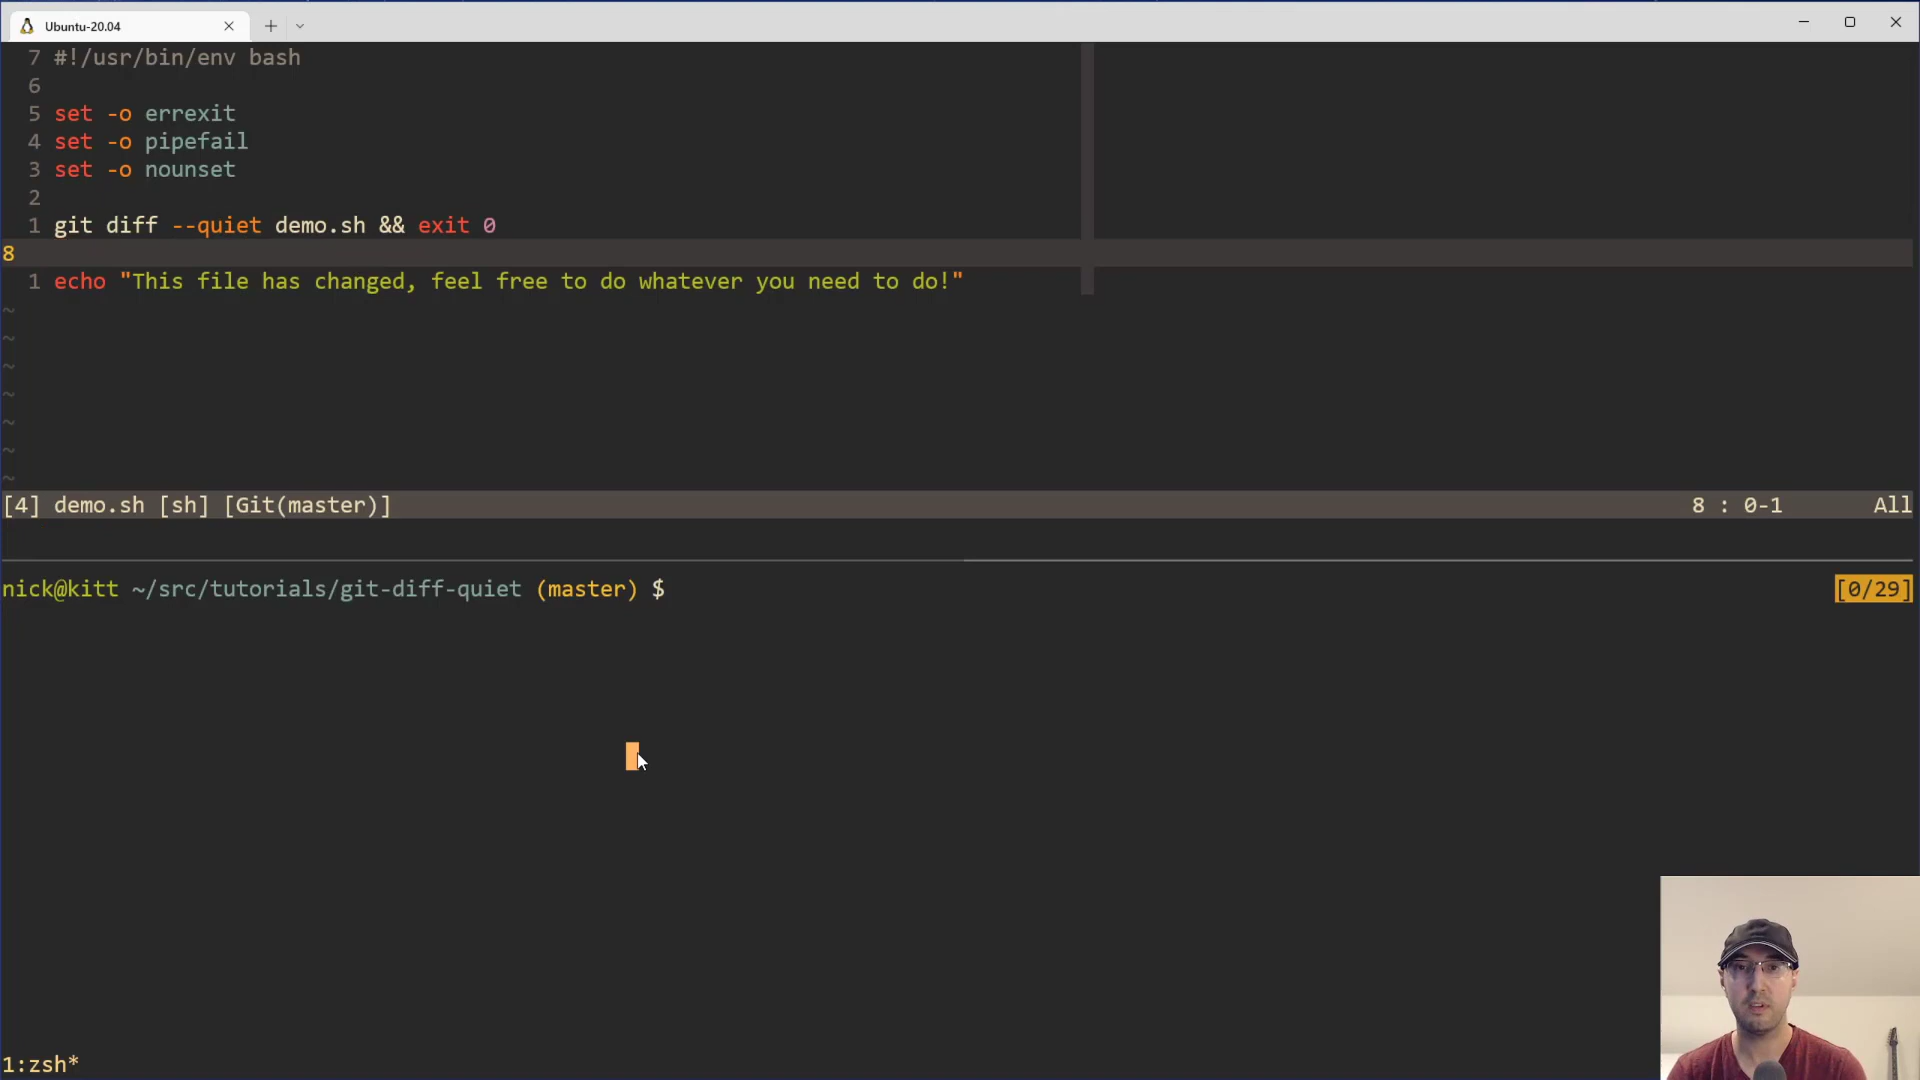 Ubuntu-20.04
7 #!/usr/bin/env bash
6
5 set -o errexit
4 set -o pipefail
3 set -o nounset
2
1 git diff --quiet demo.sh && exit 0
8
1 echo "This file has changed, feel free to do whatever you need to do!"
~
~
~
~
~
~
~
[4] demo.sh [sh] [Git(master)] 8 : 0-1 All
nick@kitt ~/src/tutorials/git-diff-quiet (master) $ [0/29]
1:zsh*